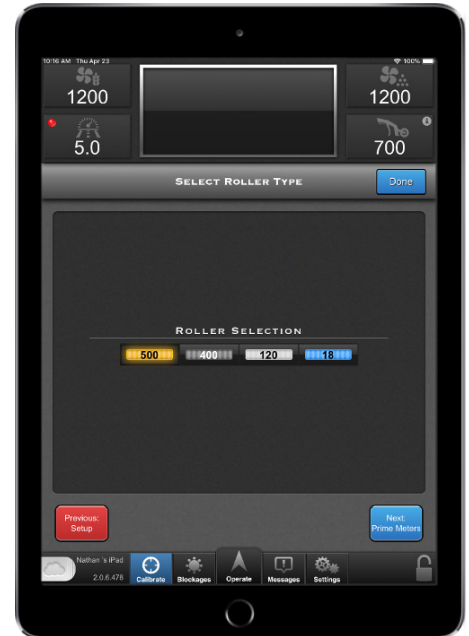 10:16 AM Thu Apr 23
100%
1200
1200
5.0
700
SELECT ROLLER TYPE
Done
ROLLER SELECTION
500 400 120 18
Previous:
Setup
Next:
Prime Meters
Nathan 's iPad
2.0.6.478
Calibrate Blockages Operate Messages Settings